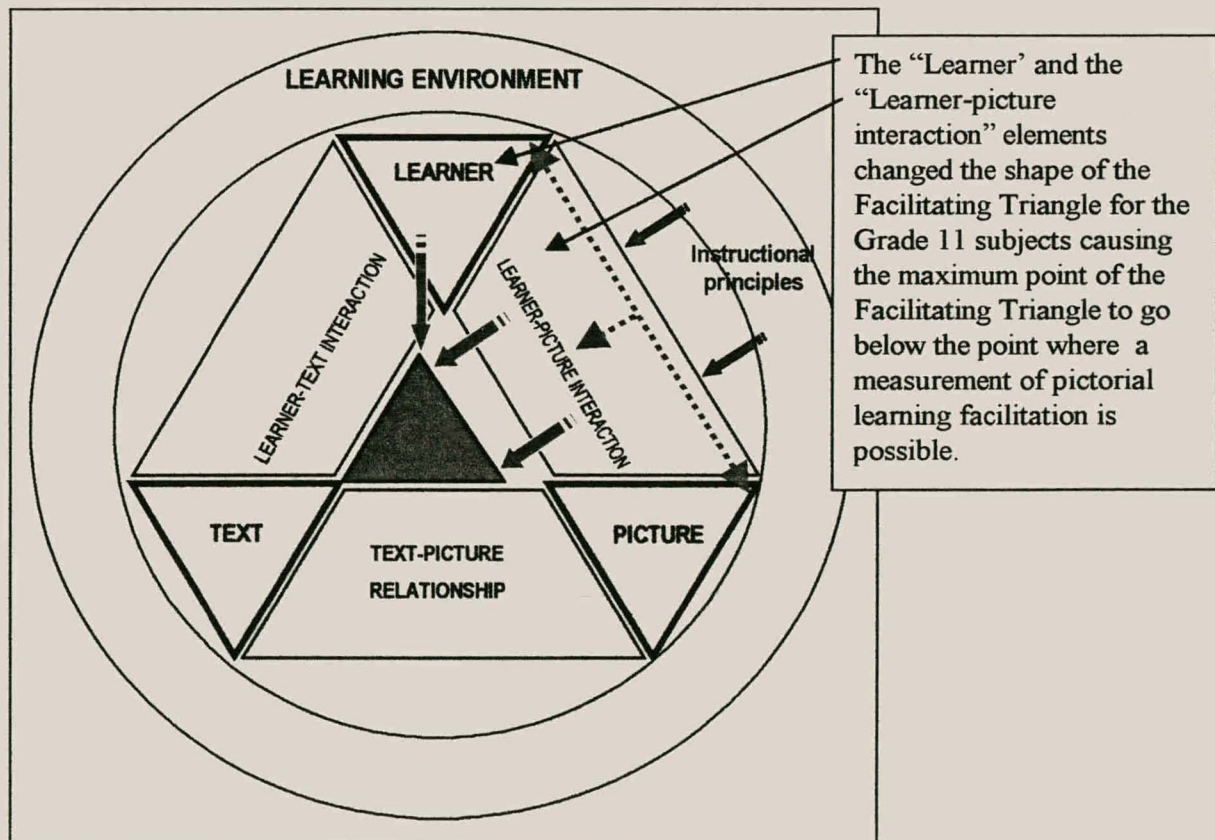 LEARNING ENVIRONMENT
LEARNER
LEARNER-TEXT INTERACTION
LEARNER-PICTURE INTERACTION
Instructional
principles
TEXT
TEXT-PICTURE
RELATIONSHIP
PICTURE
The “Learner’ and the
“Learner-picture
interaction” elements
changed the shape of the
Facilitating Triangle for the
Grade 11 subjects causing
the maximum point of the
Facilitating Triangle to go
below the point where a
measurement of pictorial
learning facilitation is
possible.